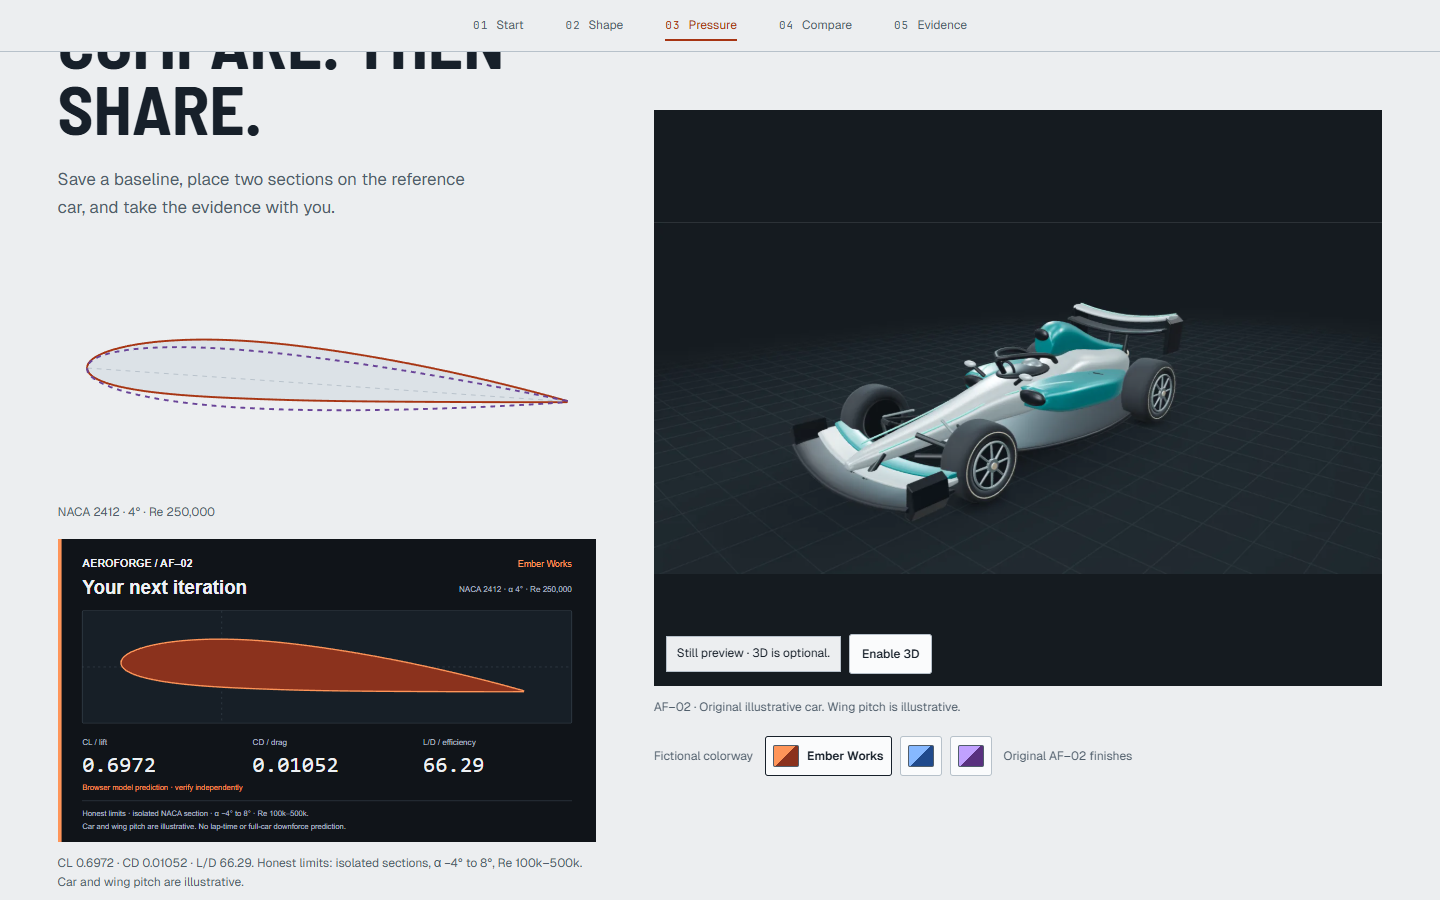 01 Start
02 Shape
03 Pressure
04 Compare
05 Evidence
COMPARE. THEN
SHARE.
Save a baseline, place two sections on the reference
car, and take the evidence with you.
NACA 2412 · 4° · Re 250,000
AEROFORGE / AF–02
Ember Works
Your next iteration
NACA 2412 · α 4° · Re 250,000
CL / lift
CD / drag
L/D / efficiency
0.6972
0.01052
66.29
Browser model prediction · verify independently
Honest limits · isolated NACA section · α −4° to 8° · Re 100k–500k.
Car and wing pitch are illustrative. No lap-time or full-car downforce prediction.
CL 0.6972 · CD 0.01052 · L/D 66.29. Honest limits: isolated sections, α −4° to 8°, Re 100k–500k.
Car and wing pitch are illustrative.
Still preview · 3D is optional.
Enable 3D
AF–02 · Original illustrative car. Wing pitch is illustrative.
Fictional colorway
Ember Works
Original AF–02 finishes